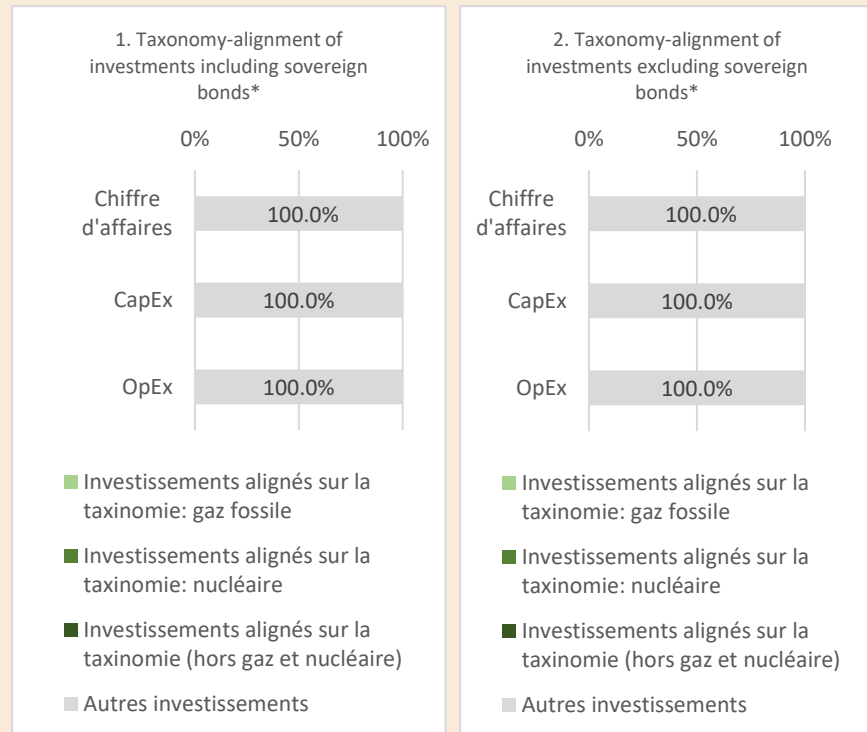 1. Taxonomy-alignment of
investments including sovereign
bonds*
0% 50% 100%
Chiffre
d'affaires
100.0%
CapEx
100.0%
OpEx
100.0%
Investissements alignés sur la
taxinomie: gaz fossile
Investissements alignés sur la
taxinomie: nucléaire
Investissements alignés sur la
taxinomie (hors gaz et nucléaire)
Autres investissements
2. Taxonomy-alignment of
investments excluding sovereign
bonds*
0% 50% 100%
Chiffre
d'affaires
100.0%
CapEx
100.0%
OpEx
100.0%
Investissements alignés sur la
taxinomie: gaz fossile
Investissements alignés sur la
taxinomie: nucléaire
Investissements alignés sur la
taxinomie (hors gaz et nucléaire)
Autres investissements